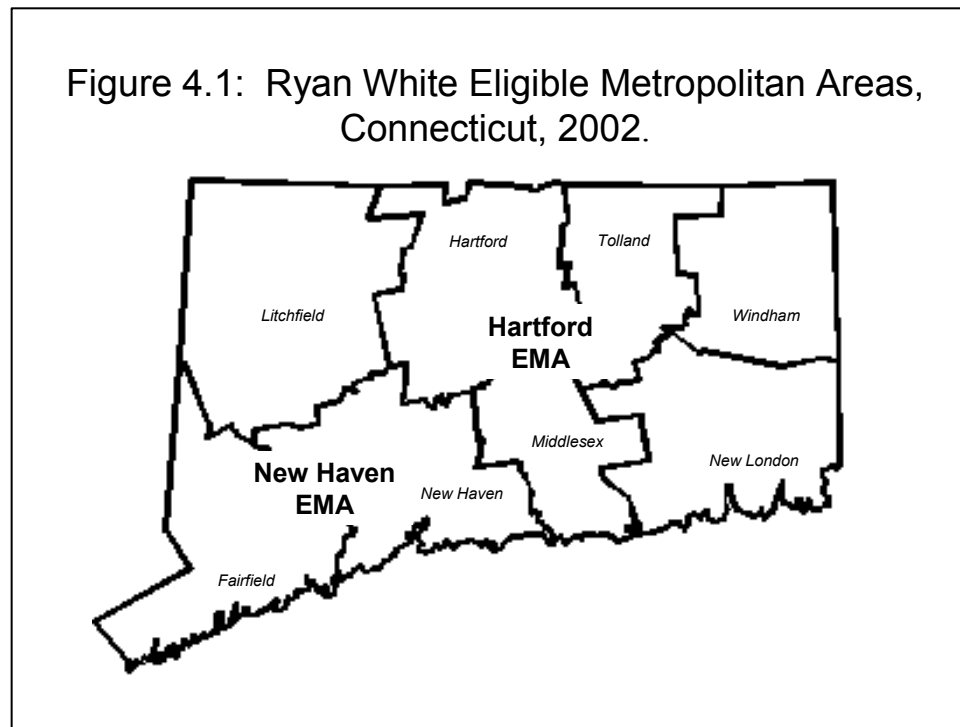 Figure 4.1:  Ryan White Eligible Metropolitan Areas,
Connecticut, 2002.
Hartford
Tolland
Litchfield
Windham
Hartford
EMA
Middlesex
New London
New Haven
EMA
New Haven
Fairfield